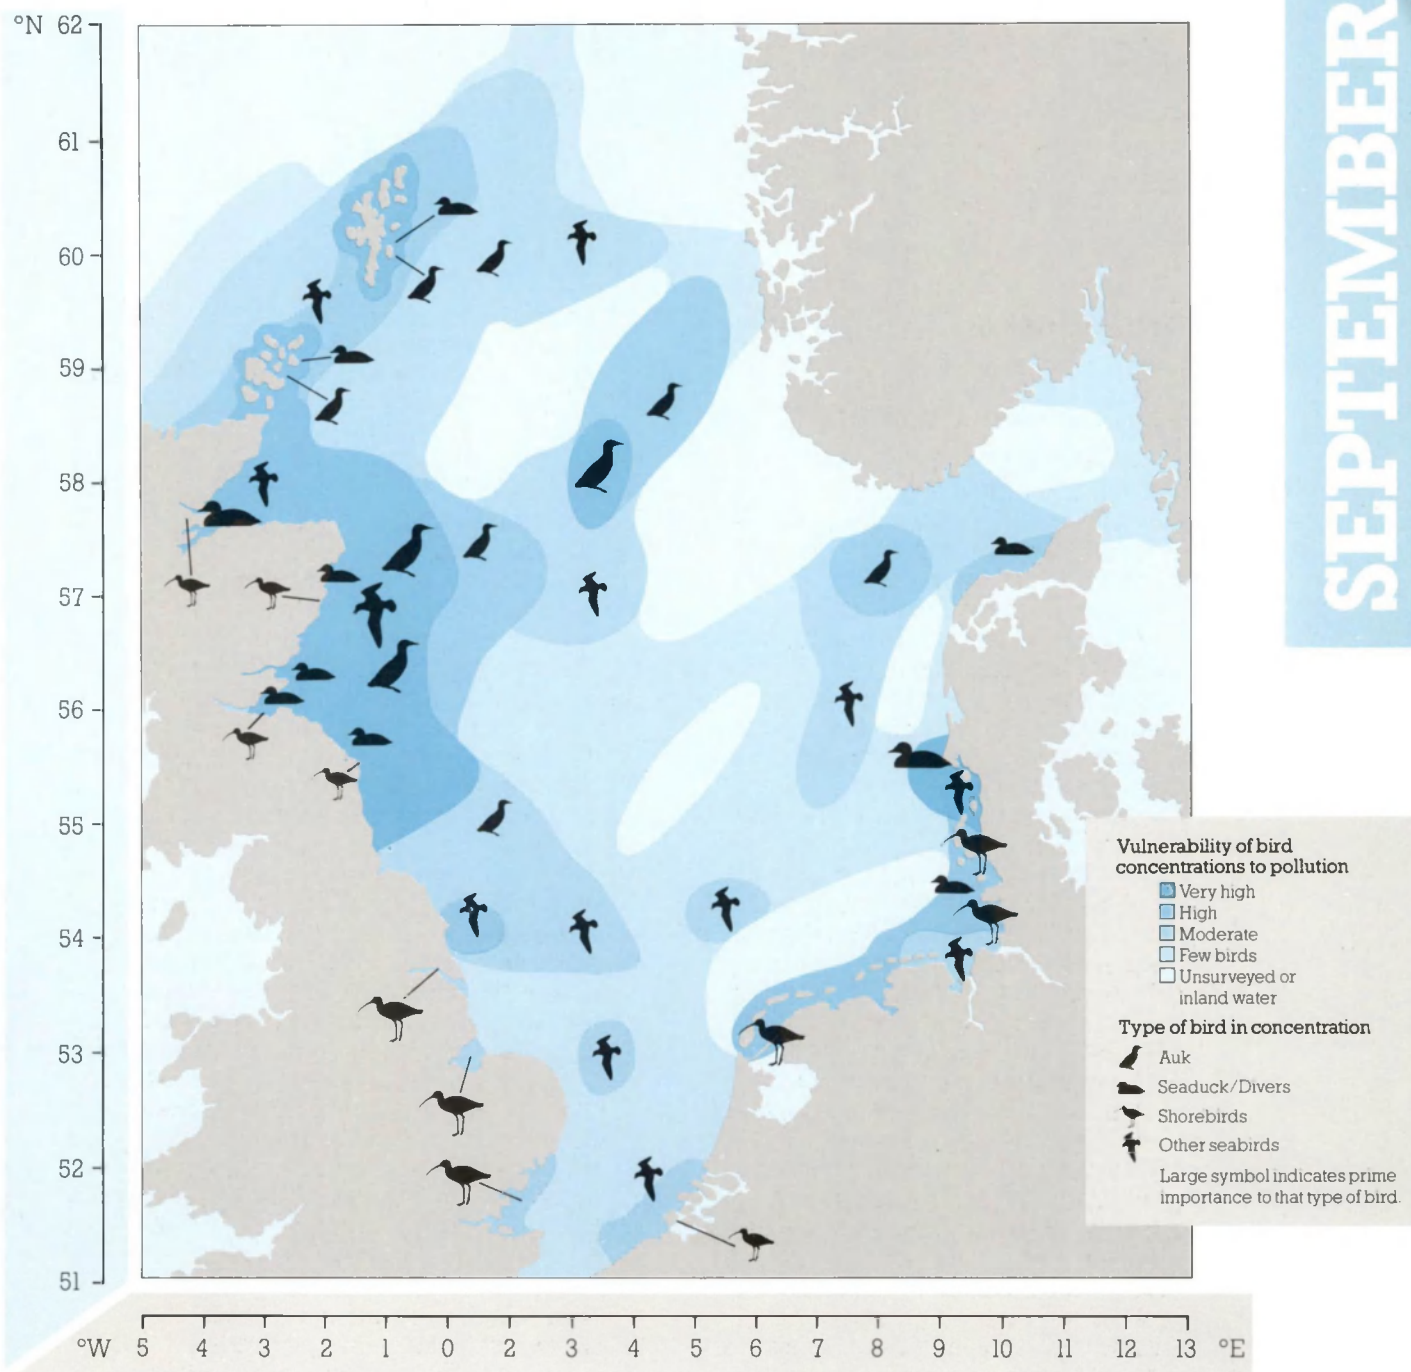 SEPTEMBER
°N 62
61
60
59
58
57
56
55
54
53
52
51
°W 5 4 3 2 1 0 2 3 4 5 6 7 8 9 10 11 12 13 °E
Vulnerability of bird
concentrations to pollution
Very high
High
Moderate
Few birds
Unsurveyed or
inland water
Type of bird in concentration
Auk
Seaduck/Divers
Shorebirds
Other seabirds
Large symbol indicates prime
importance to that type of bird.